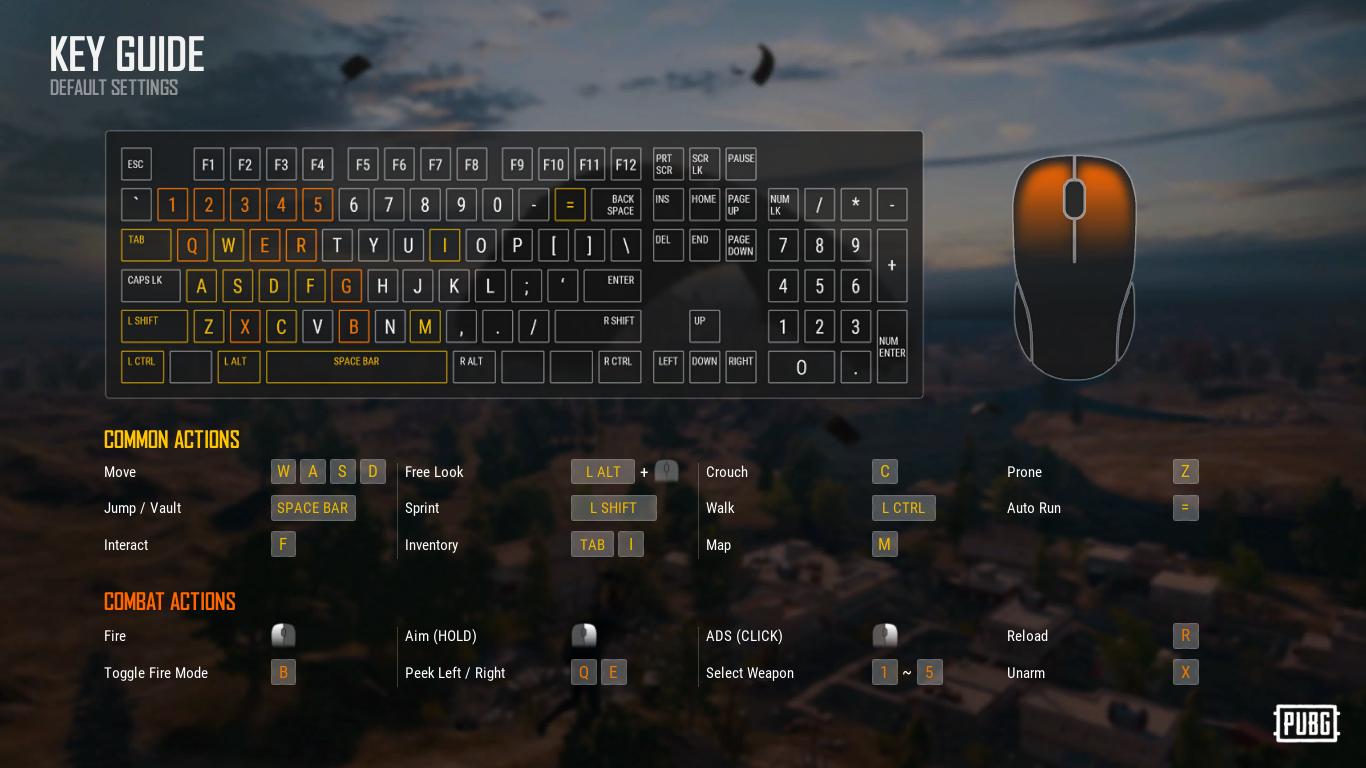 KEY GUIDE
DEFAULT SETTINGS
ESC F1 F2 F3 F4 F5 F6 F7 F8 F9 F10 F11 F12 PRT SCR SCR LK PAUSE
` 1 2 3 4 5 6 7 8 9 0 - = BACK SPACE INS HOME PAGE UP NUM LK / * -
TAB Q W E R T Y U I O P [ ] \ DEL END PAGE DOWN 7 8 9 +
CAPS LK A S D F G H J K L ; ‘ ENTER 4 5 6
L SHIFT Z X C V B N M , . / R SHIFT UP 1 2 3 NUM ENTER
L CTRL L ALT SPACE BAR R ALT R CTRL LEFT DOWN RIGHT 0 .
COMMON ACTIONS
Move W A S D Free Look L ALT + Crouch C Prone Z
Jump / Vault SPACE BAR Sprint L SHIFT Walk L CTRL Auto Run =
Interact F Inventory TAB I Map M
COMBAT ACTIONS
Fire Aim (HOLD) ADS (CLICK) Reload R
Toggle Fire Mode B Peek Left / Right Q E Select Weapon 1 ~ 5 Unarm X
PUBG